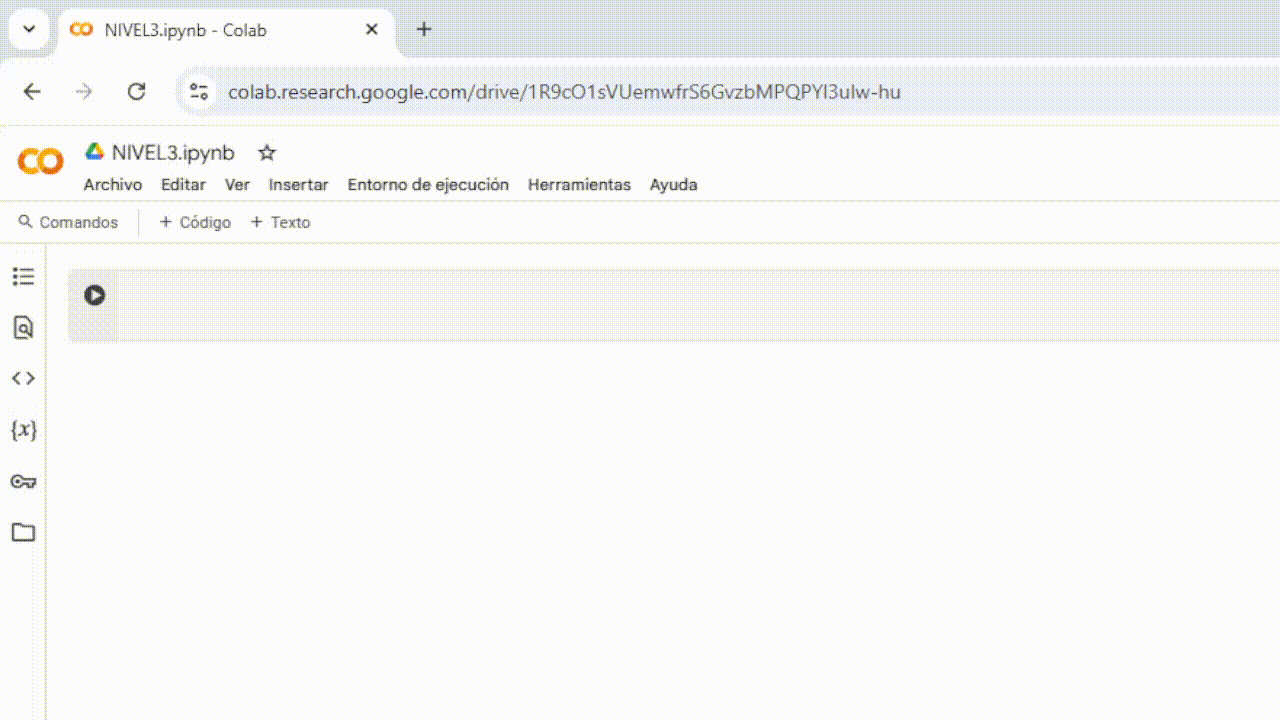 NIVEL3.ipynb - Colab
colab.research.google.com/drive/1R9cO1sVUemwfrS6GvzbMPQPYl3ulw-hu
CO NIVEL3.ipynb
Archivo Editar Ver Insertar Entorno de ejecución Herramientas Ayuda
Comandos + Código + Texto
{x}